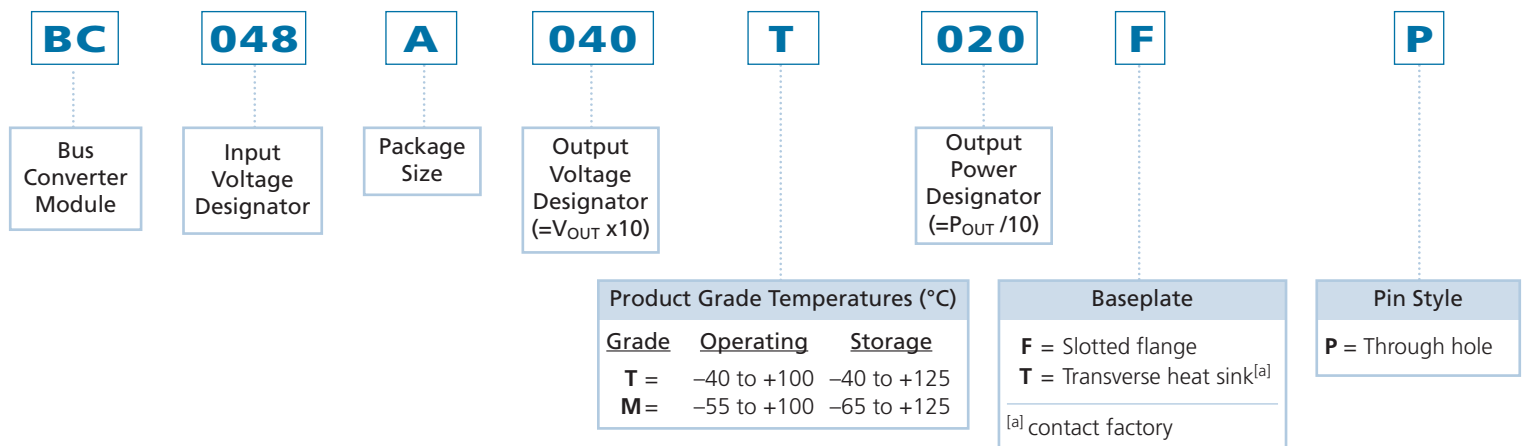 BC 048 A 040 T 020 F P
Bus
Converter
Module
Input
Voltage
Designator
Package
Size
Output
Voltage
Designator
(=VOUT x10)
Output
Power
Designator
(=POUT /10)
Product Grade Temperatures (°C)
Grade Operating Storage
T = –40 to +100 –40 to +125
M = –55 to +100 –65 to +125
Baseplate
F = Slotted flange
T = Transverse heat sink[a]
[a] contact factory
Pin Style
P = Through hole